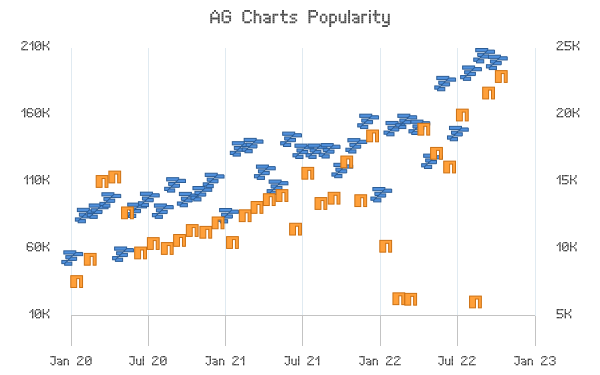 AG Charts Popularity
210K 25K
160K 20K
110K 15K
60K 10K
10K 5K
Jan 20 Jul 20 Jan 21 Jul 21 Jan 22 Jul 22 Jan 23